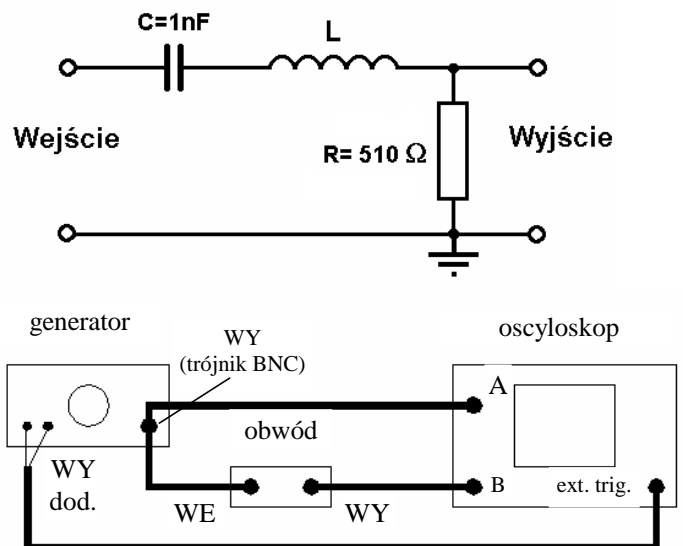 C=1nF
L
Wejście
R= 510 Ω
Wyjście
generator
WY
(trójnik BNC)
oscyloskop
A
obwód
WY
dod.
WE
WY
B
ext. trig.